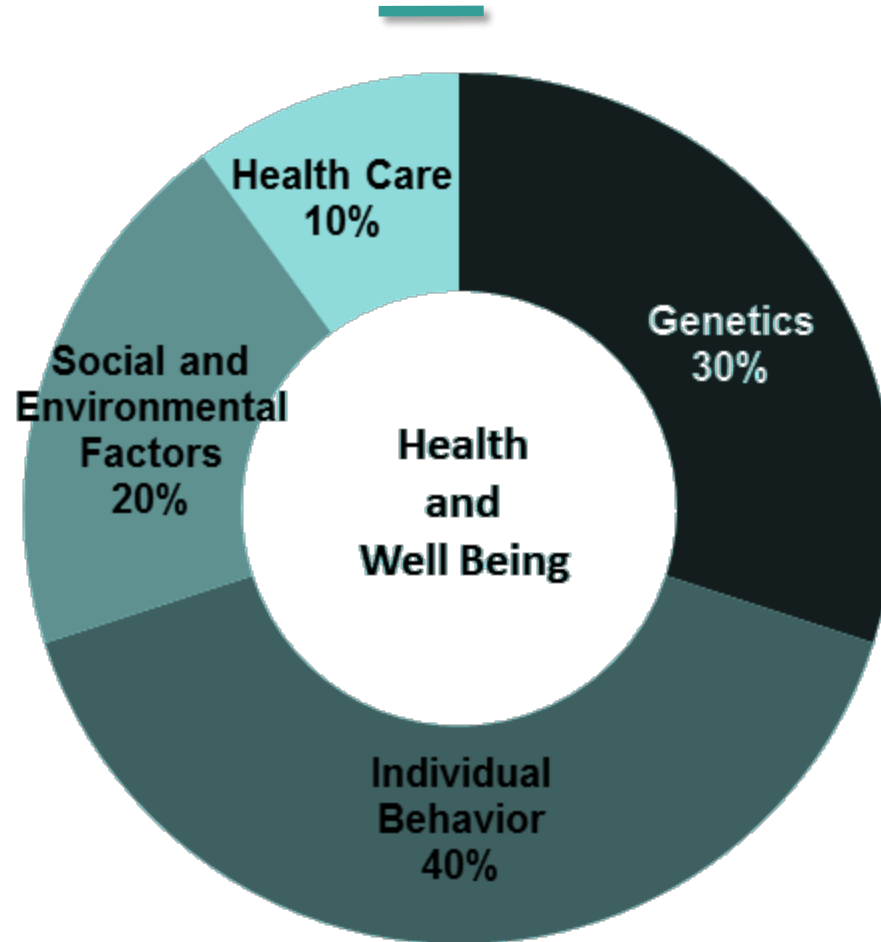 Health Care
10%
Genetics
30%
Social and
Environmental
Factors
20%
Health
and
Well Being
Individual
Behavior
40%